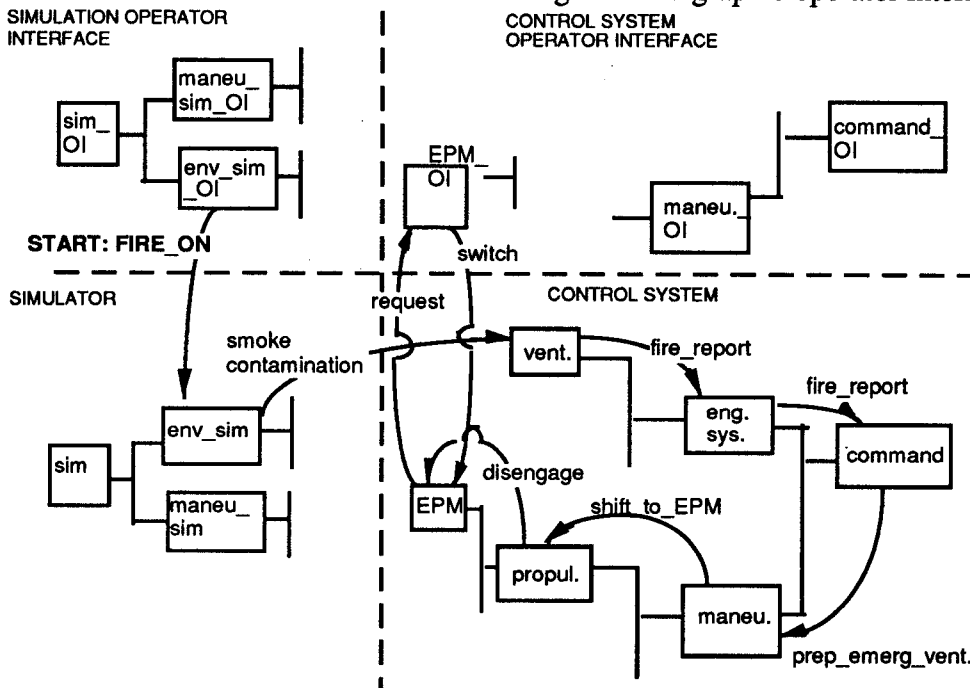 SIMULATION OPERATOR
INTERFACE
CONTROL SYSTEM
OPERATOR INTERFACE
maneu_
sim_OI
sim_
OI
env_sim
_OI
EPM_
OI
command_
OI
maneu._
OI
START: FIRE_ON
switch
SIMULATOR
request
CONTROL SYSTEM
smoke
contamination
vent.
fire_report
fire_report
eng.
sys.
env_sim
command
sim
disengage
EPM
maneu_
sim
shift_to_EPM
propul.
maneu.
prep_emerg_vent.